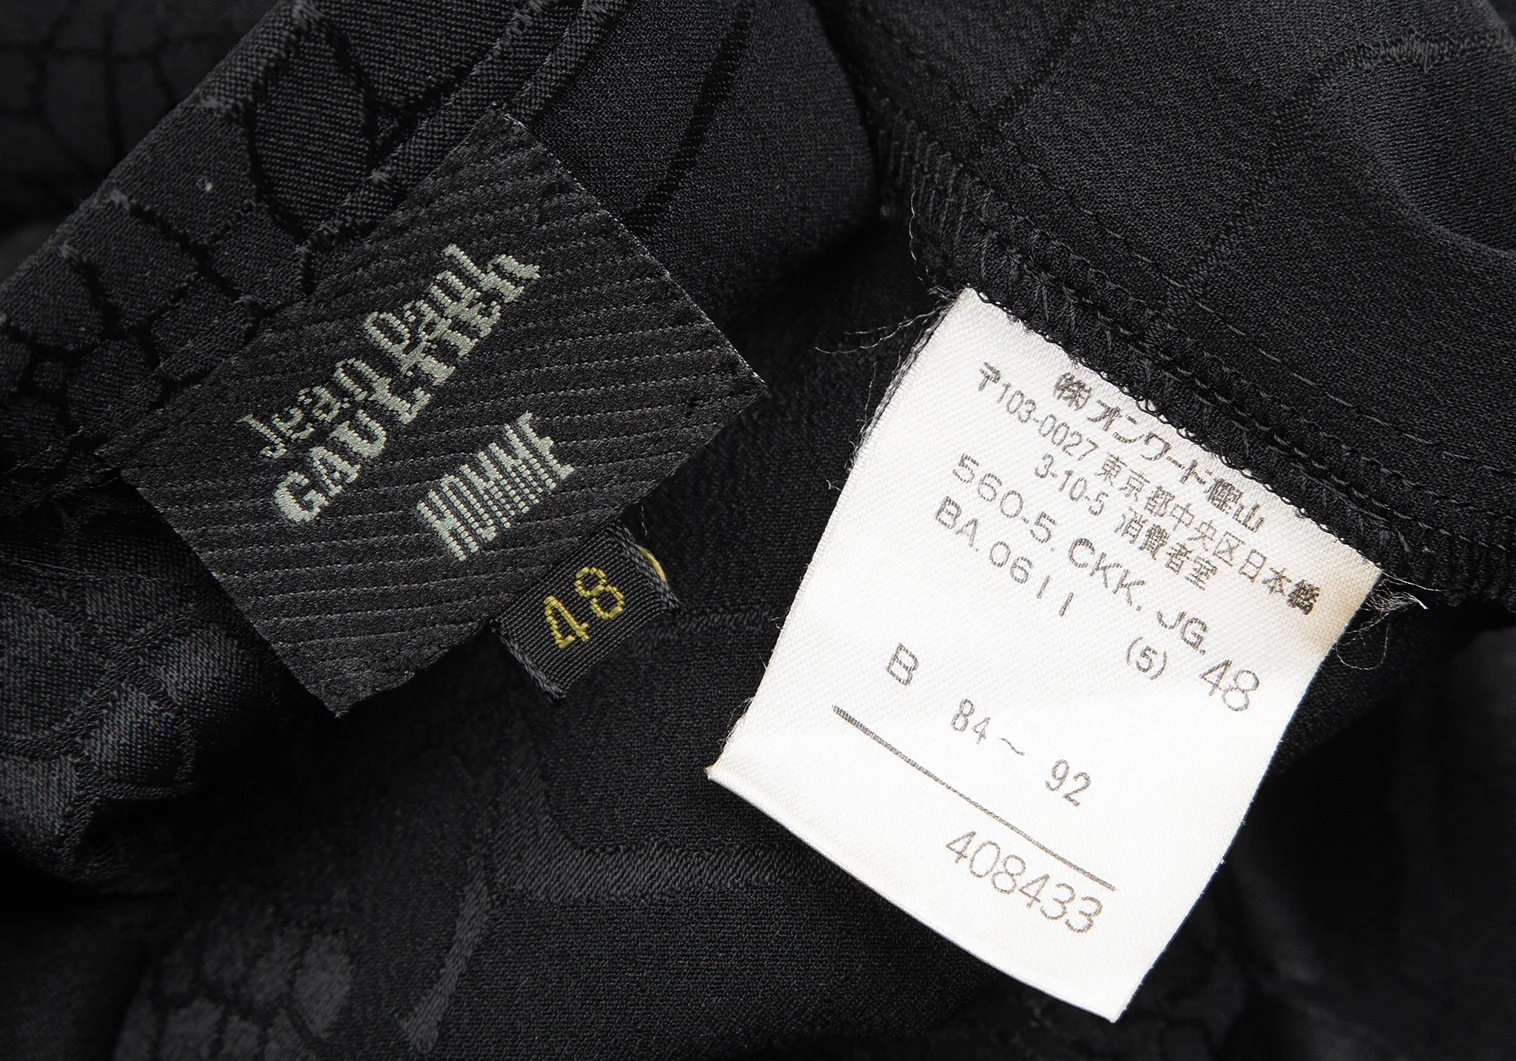 Jean Paul
GAULTIER
HOMME
48
㈱オンワード樫山
〒103-0027 東京都中央区日本橋
3-10-5 消費者室
560-5. CKK. JG. 48
BA. 0611 (5)
B 84~92
408433